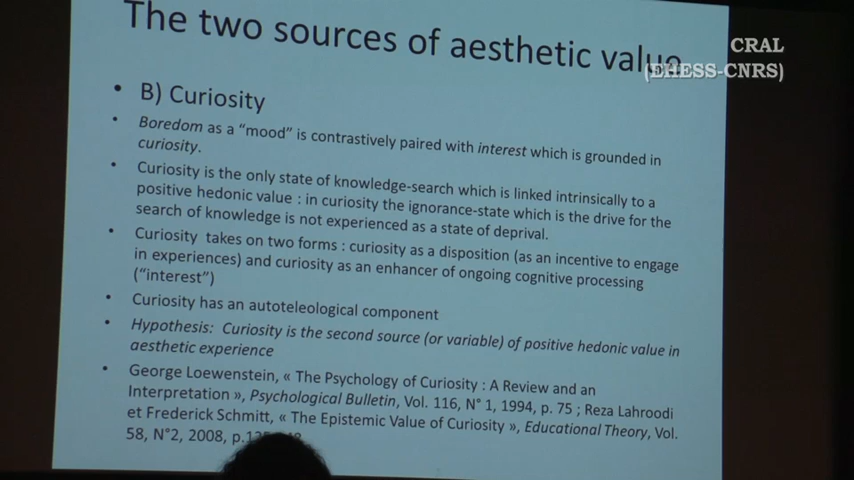 The two sources of aesthetic value
CRAL
(EHESS-CNRS)
• B) Curiosity
• Boredom as a “mood” is contrastively paired with interest which is grounded in
curiosity.
• Curiosity is the only state of knowledge-search which is linked intrinsically to a
positive hedonic value : in curiosity the ignorance-state which is the drive for the
search of knowledge is not experienced as a state of deprival.
• Curiosity takes on two forms : curiosity as a disposition (as an incentive to engage
in experiences) and curiosity as an enhancer of ongoing cognitive processing
(“interest”)
• Curiosity has an autoteleological component
• Hypothesis: Curiosity is the second source (or variable) of positive hedonic value in
aesthetic experience
• George Loewenstein, « The Psychology of Curiosity : A Review and an
Interpretation », Psychological Bulletin, Vol. 116, N° 1, 1994, p. 75 ; Reza Lahroodi
et Frederick Schmitt, « The Epistemic Value of Curiosity », Educational Theory, Vol.
58, N°2, 2008, p.